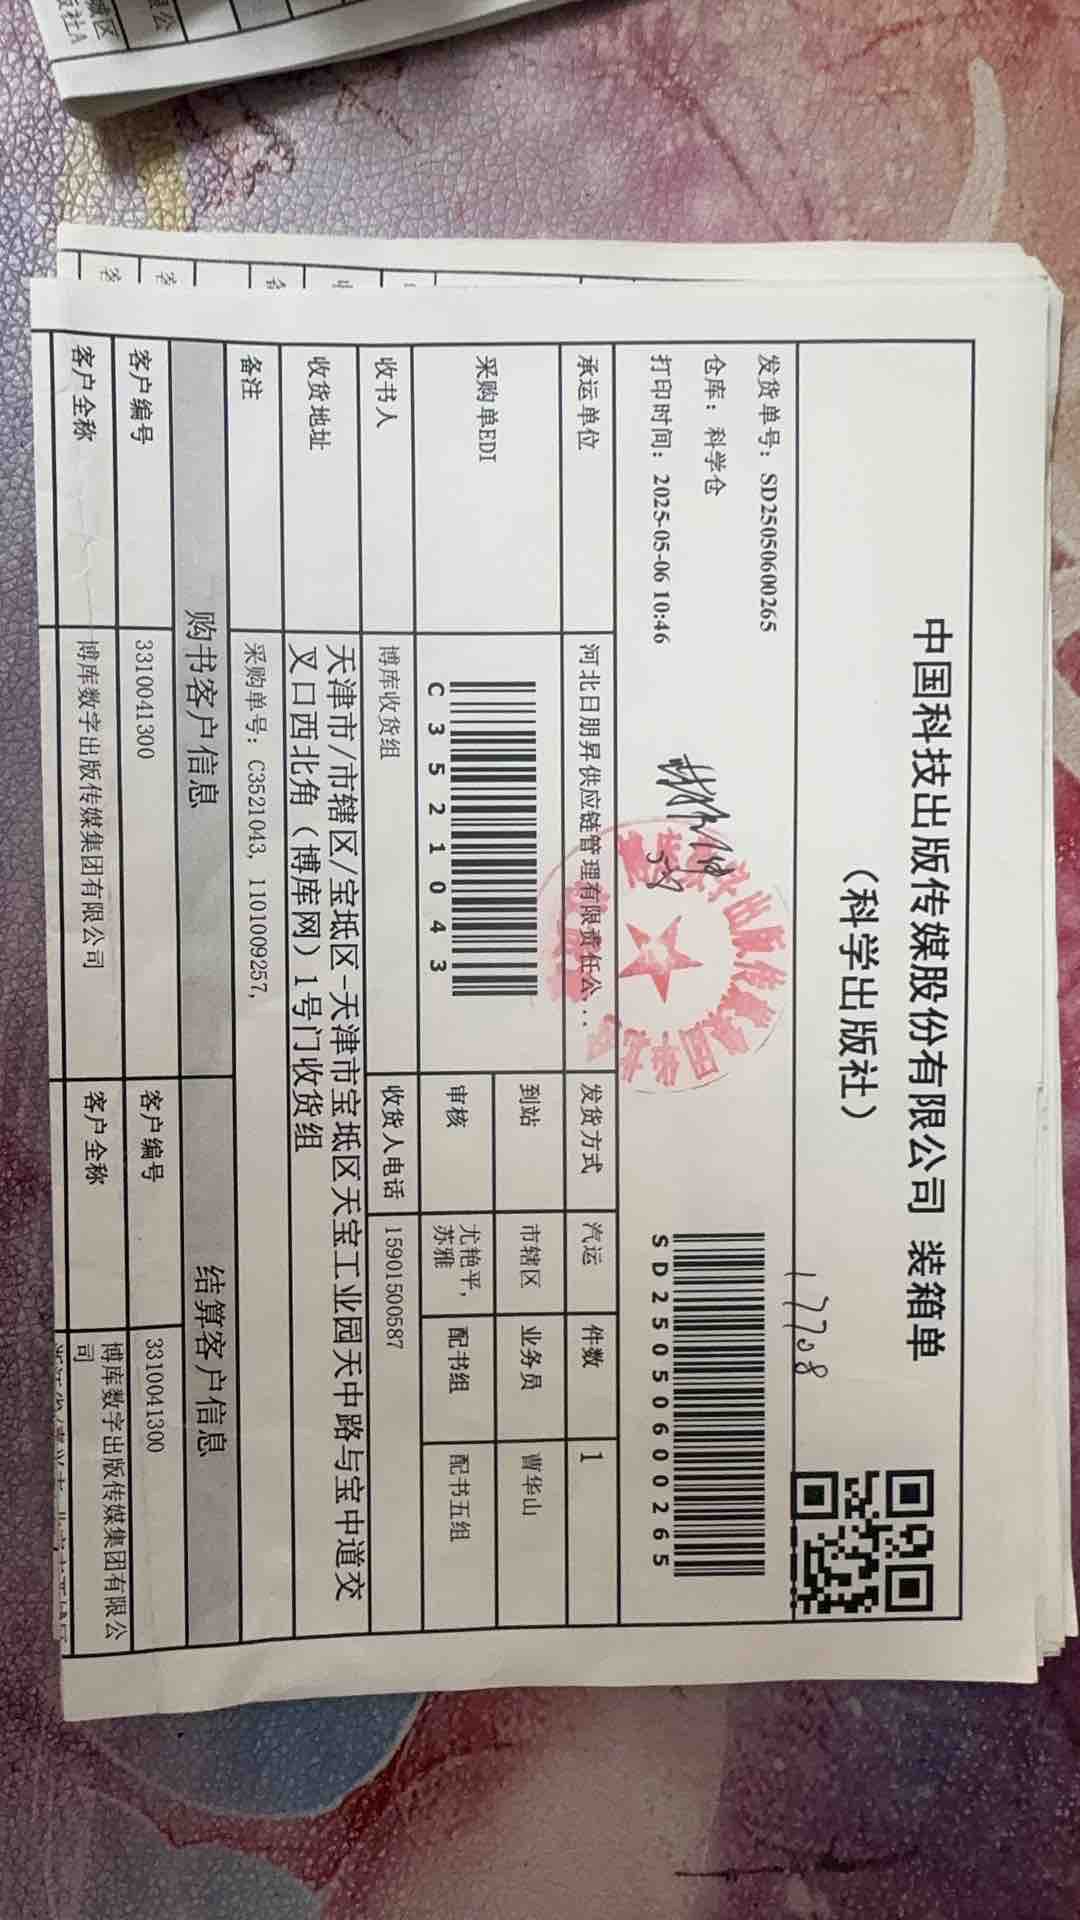 中国科技出版传媒股份有限公司 装箱单
（科学出版社）
17708
发货单号： SD25050600265
仓库：科学仓
打印时间： 2025-05-06 10:46
SD25050600265
承运单位 河北日朋昇供应链管理有限责任公... 发货方式 汽运 件数 1
采购单EDI C3521043 到站 市辖区 业务员 曹华山
审核 尤艳平， 配书组 配书五组
苏雅
收书人 博库收货组 收货人电话 15901500587
收货地址 天津市/市辖区/宝坻区-天津市宝坻区天宝工业园天中路与宝中道交
叉口西北角（博库网）1号门收货组
备注 采购单号：C3521043, 1101009257,
购书客户信息 结算客户信息
客户编号 3310041300 客户编号 3310041300
客户全称 博库数字出版传媒集团有限公司 客户全称 博库数字出版传媒集团有限公
司